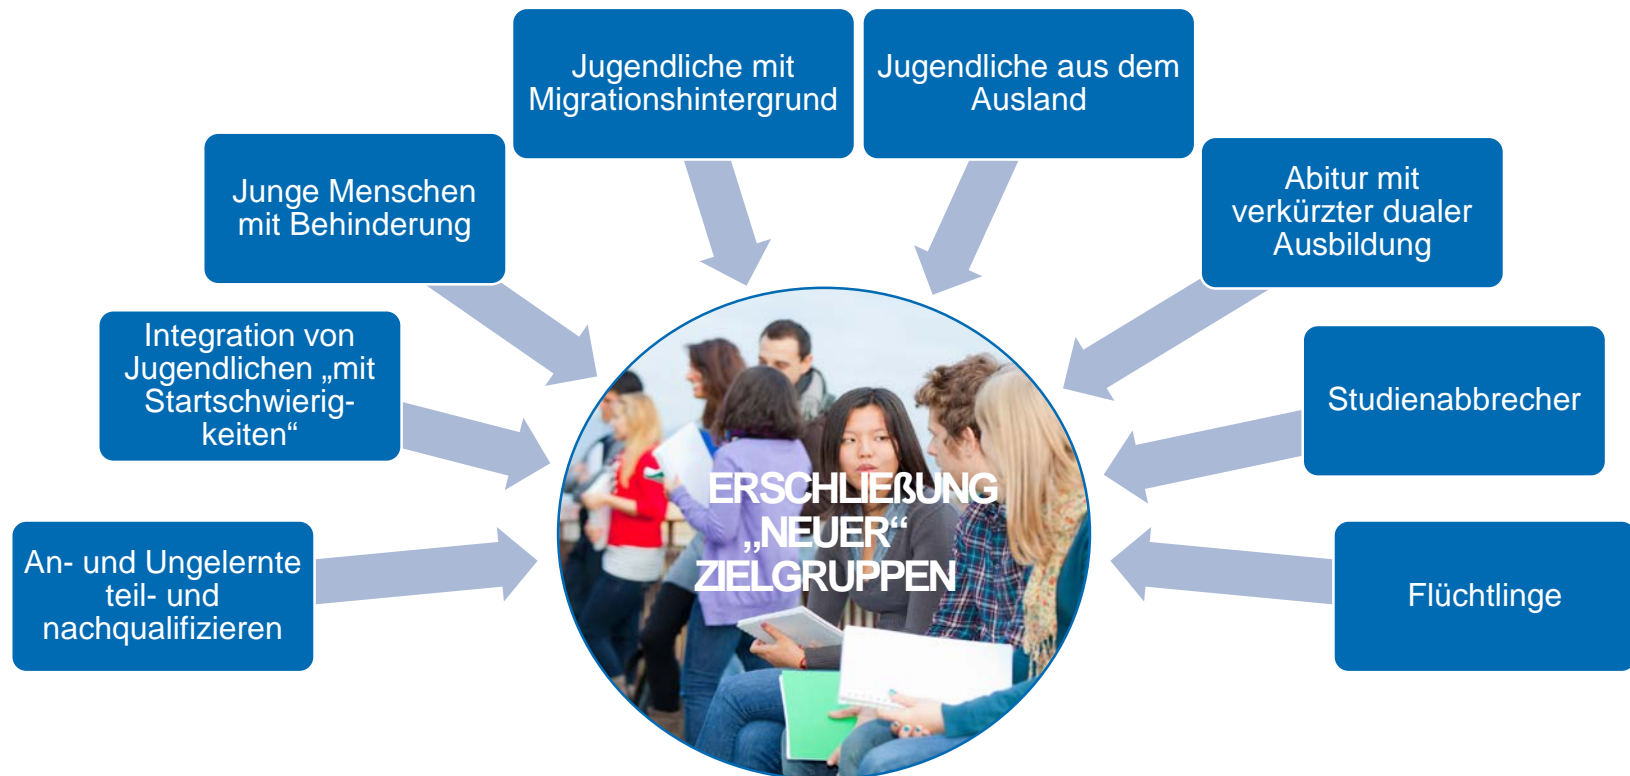 Jugendliche mit
Migrationshintergrund
Jugendliche aus dem
Ausland
Junge Menschen
mit Behinderung
Abitur mit
verkürzter dualer
Ausbildung
Integration von
Jugendlichen „mit
Startschwierig-
keiten“
Studienabbrecher
An- und Ungelernte
teil- und
nachqualifizieren
Flüchtlinge
ERSCHLIEßUNG
„NEUER“
ZIELGRUPPEN